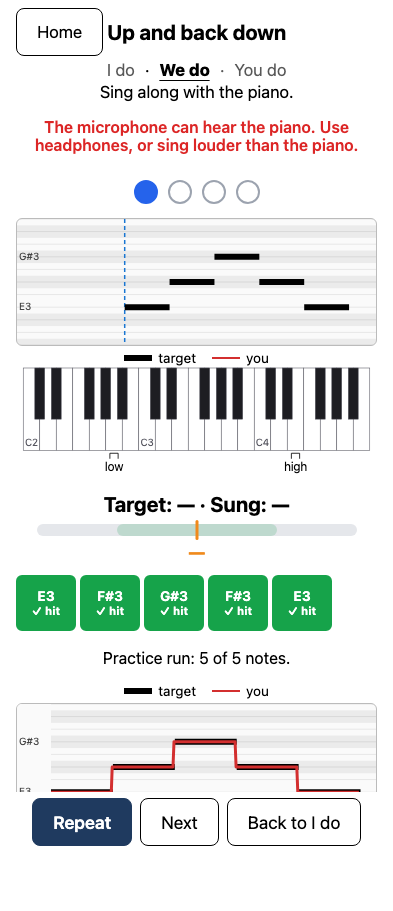 Home
Up and back down
I do · We do · You do
Sing along with the piano.
The microphone can hear the piano. Use
headphones, or sing louder than the piano.
G#3
E3
target you
C2 C3 C4
low high
Target: — · Sung: —
—
E3 F#3 G#3 F#3 E3
✓ hit ✓ hit ✓ hit ✓ hit ✓ hit
Practice run: 5 of 5 notes.
target you
G#3
E3
Repeat Next Back to I do